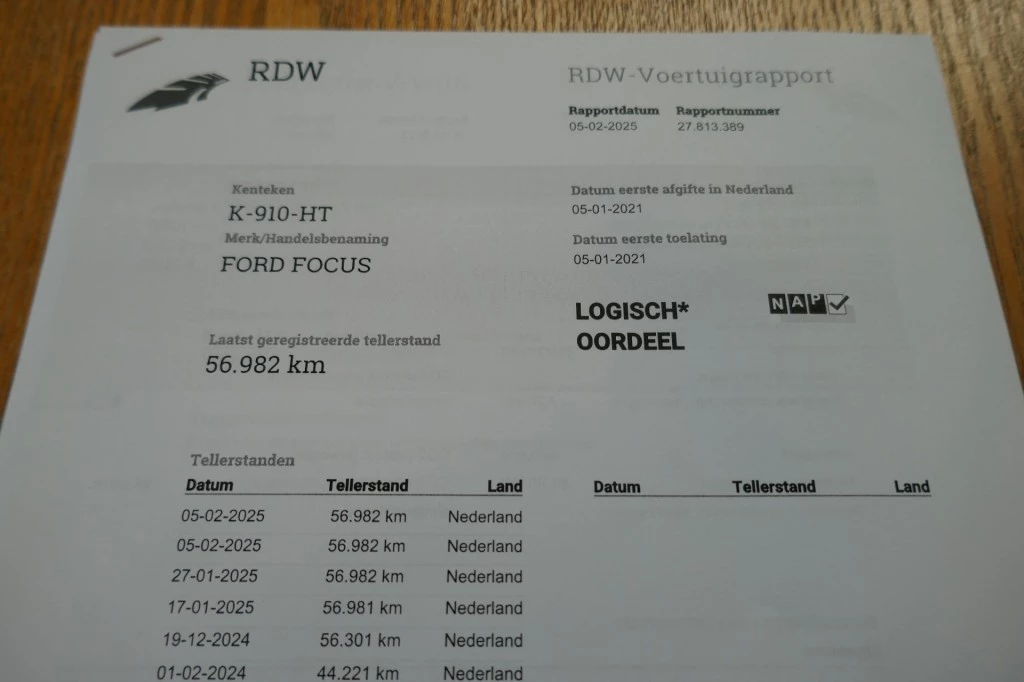 RDW
RDW-Voertuigrapport
Rapportdatum Rapportnummer
05-02-2025 27.813.389
Kenteken
K-910-HT
Merk/Handelsbenaming
FORD FOCUS
Laatst geregistreerde tellerstand
56.982 km
Datum eerste afgifte in Nederland
05-01-2021
Datum eerste toelating
05-01-2021
LOGISCH*
OORDEEL
NAP
Tellerstanden
Datum Tellerstand Land
05-02-2025 56.982 km Nederland
05-02-2025 56.982 km Nederland
27-01-2025 56.982 km Nederland
17-01-2025 56.981 km Nederland
19-12-2024 56.301 km Nederland
01-02-2024 44.221 km Nederland
Datum Tellerstand Land